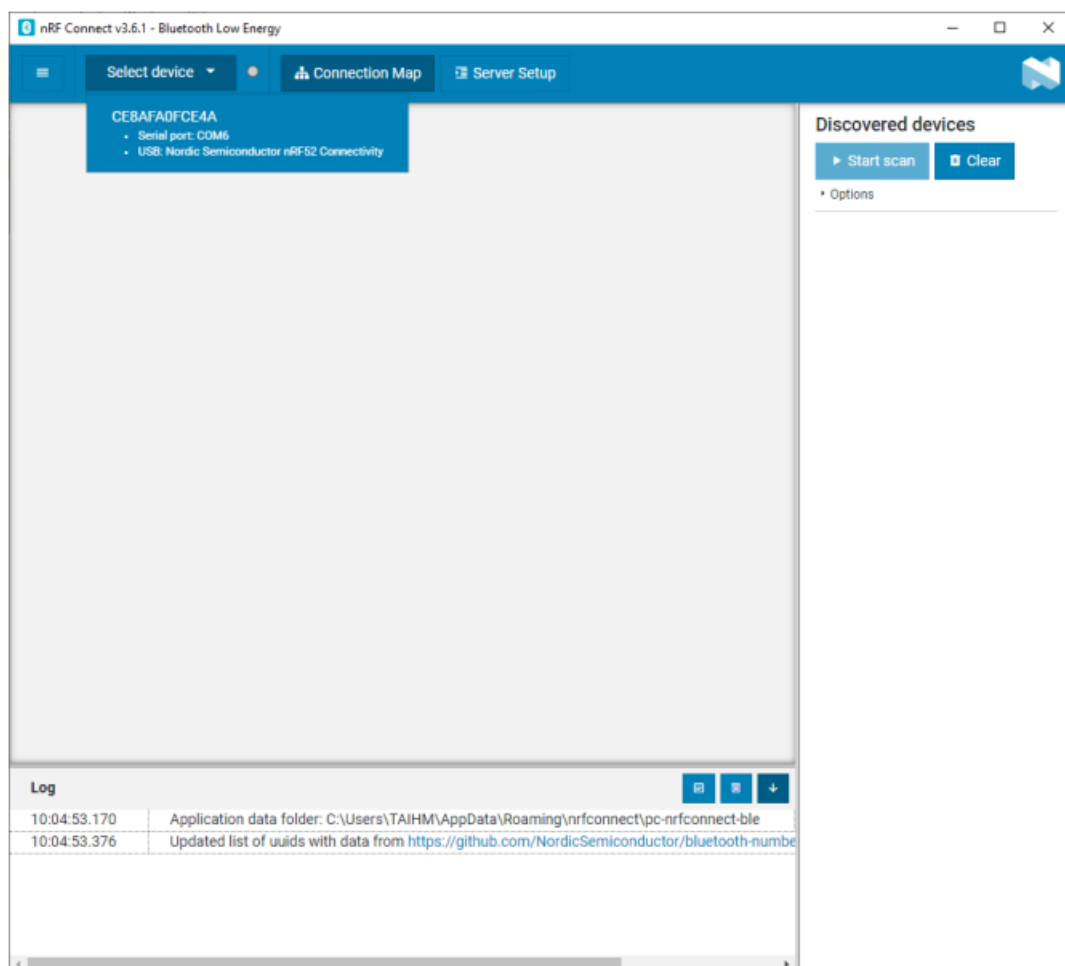 nRF Connect v3.6.1 - Bluetooth Low Energy
Select device
Connection Map
Server Setup
CE8AFA0FCE4A
Serial port: COM6
USB: Nordic Semiconductor nRF52 Connectivity
Discovered devices
Start scan
Clear
Options
Log
10:04:53.170 Application data folder: C:\Users\TAIHM\AppData\Roaming\nrfconnect\pc-nrfconnect-ble
10:04:53.376 Updated list of uuids with data from https://github.com/NordicSemiconductor/bluetooth-numbe